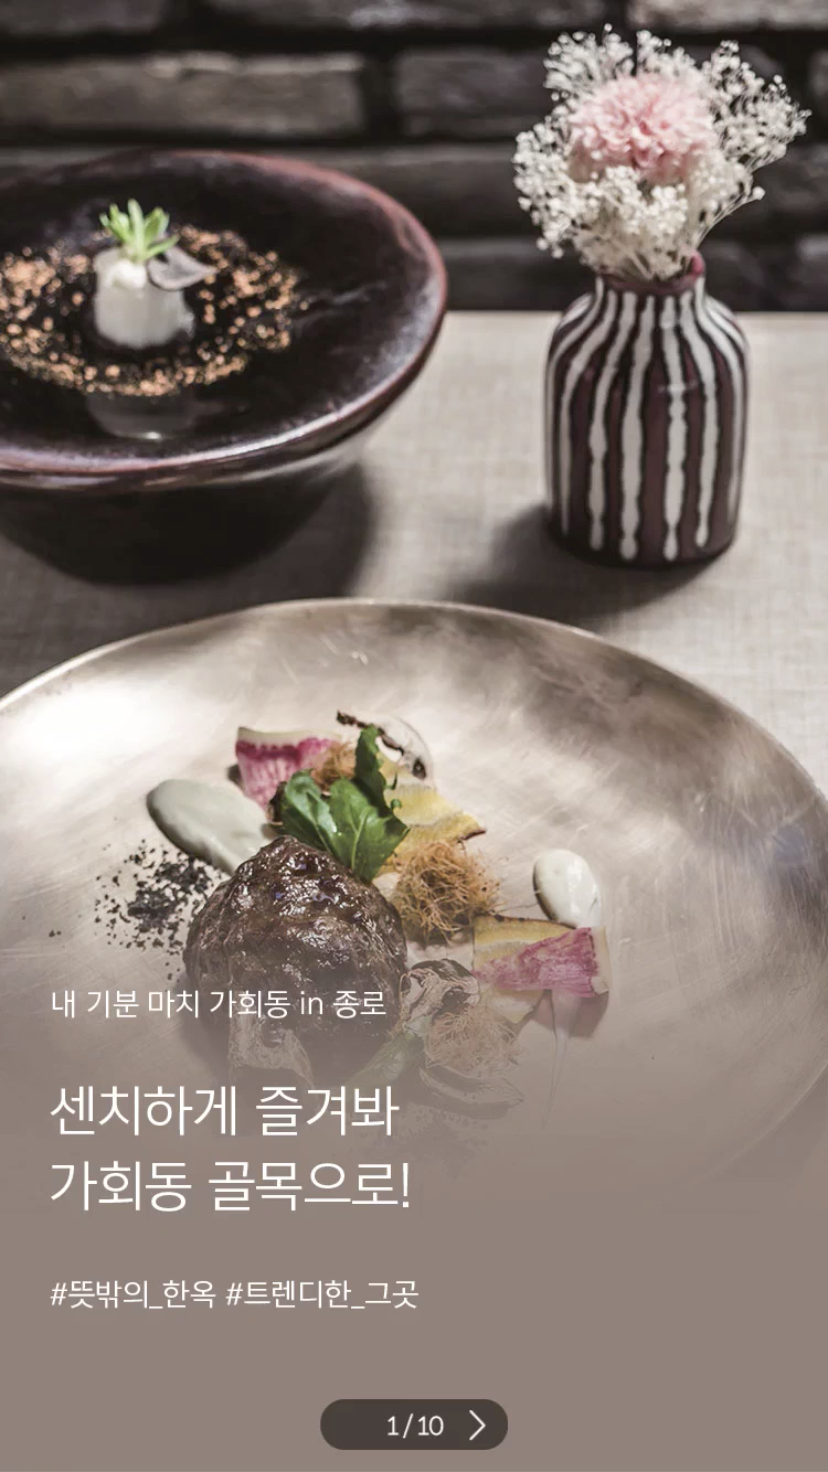 내 기분 마치 가회동 in 종로
센치하게 즐겨봐
가회동 골목으로!
#뜻밖의_한옥 #트렌디한_그곳
1/10